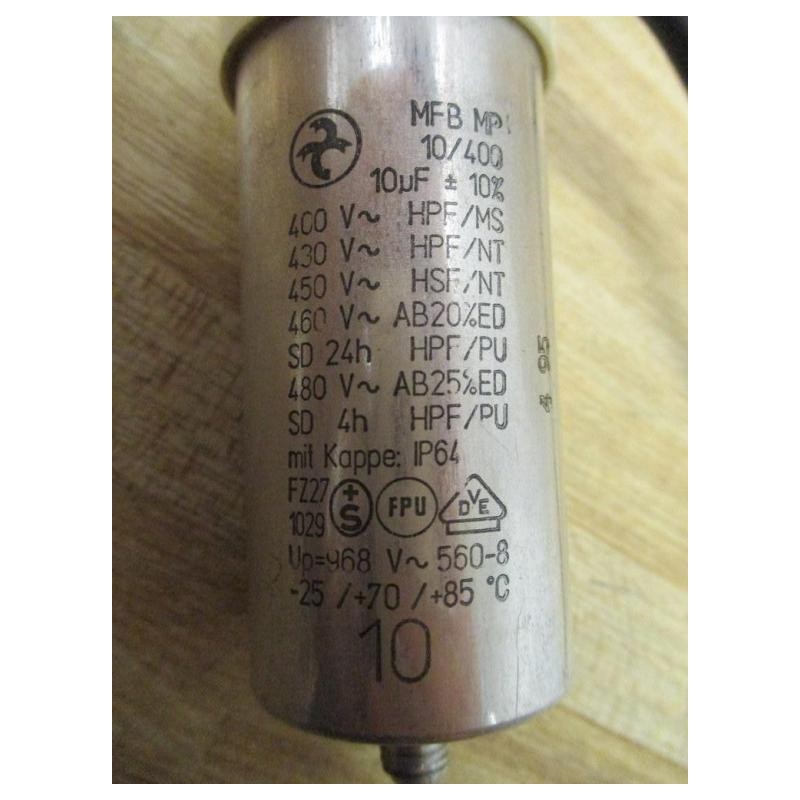 MFB MP
10/400
10µF ± 10%
400 V~ HPF/MS
430 V~ HPF/NT
450 V~ HSF/NT
460 V~ AB20%ED
SD 24h HPF/PU
480 V~ AB25%ED
SD 4h HPF/PU
mit Kappe: IP64
FZ27
1029
+S
FPU
DVE
Up=968 V~ 560-8
-25 /+70 /+85 °C
10
4 95